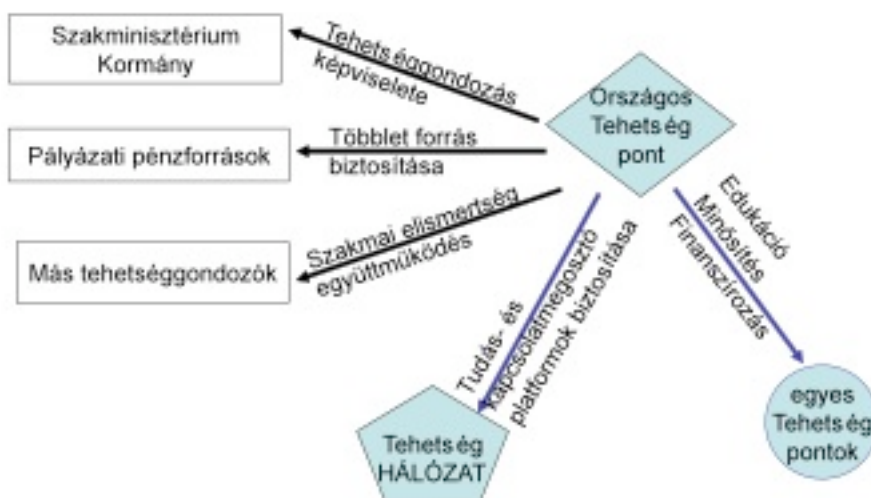 Szakminisztérium
Kormány
Tehetséggondozás
képviselete
Országos
Tehetség
pont
Pályázati pénzforrások
Többlet forrás
biztosítása
Más tehetséggondozók
Szakmai elismertség
együttműködés
Tudás- és
kapcsolatmegosztó
platformok biztosítása
Edukáció
Minősítés
Finanszírozás
Tehetség
HÁLÓZAT
egyes
Tehetség
pontok